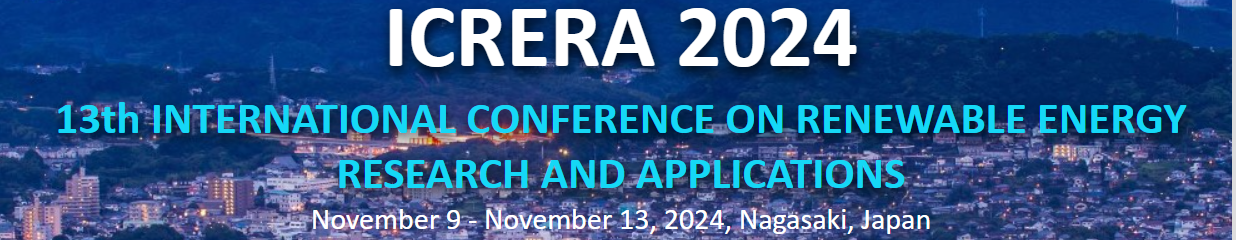 ICRERA 2024
13th INTERNATIONAL CONFERENCE ON RENEWABLE ENERGY
RESEARCH AND APPLICATIONS
November 9 - November 13, 2024, Nagasaki, Japan